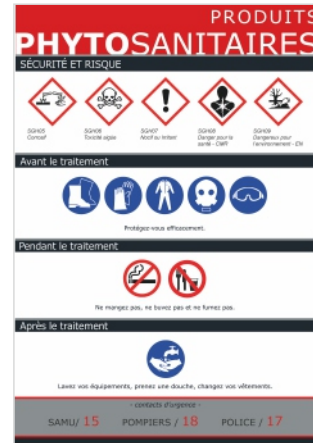 PRODUITS
PHYTOSANITAIRES
SÉCURITÉ ET RISQUE
SGH05 SGH06 SGH07 SGH08 SGH09
Corrosif Toxicité aigüe Nocif ou Irritant Danger pour la santé - CMR Dangereux pour l'environnement - EN
Avant le traitement
Protégez-vous efficacement.
Pendant le traitement
Ne mangez pas, ne buvez pas et ne fumez pas.
Après le traitement
Lavez vos équipements, prenez une douche, changez vos vêtements.
- contacts d'urgence -
SAMU/ 15 POMPIERS / 18 POLICE / 17